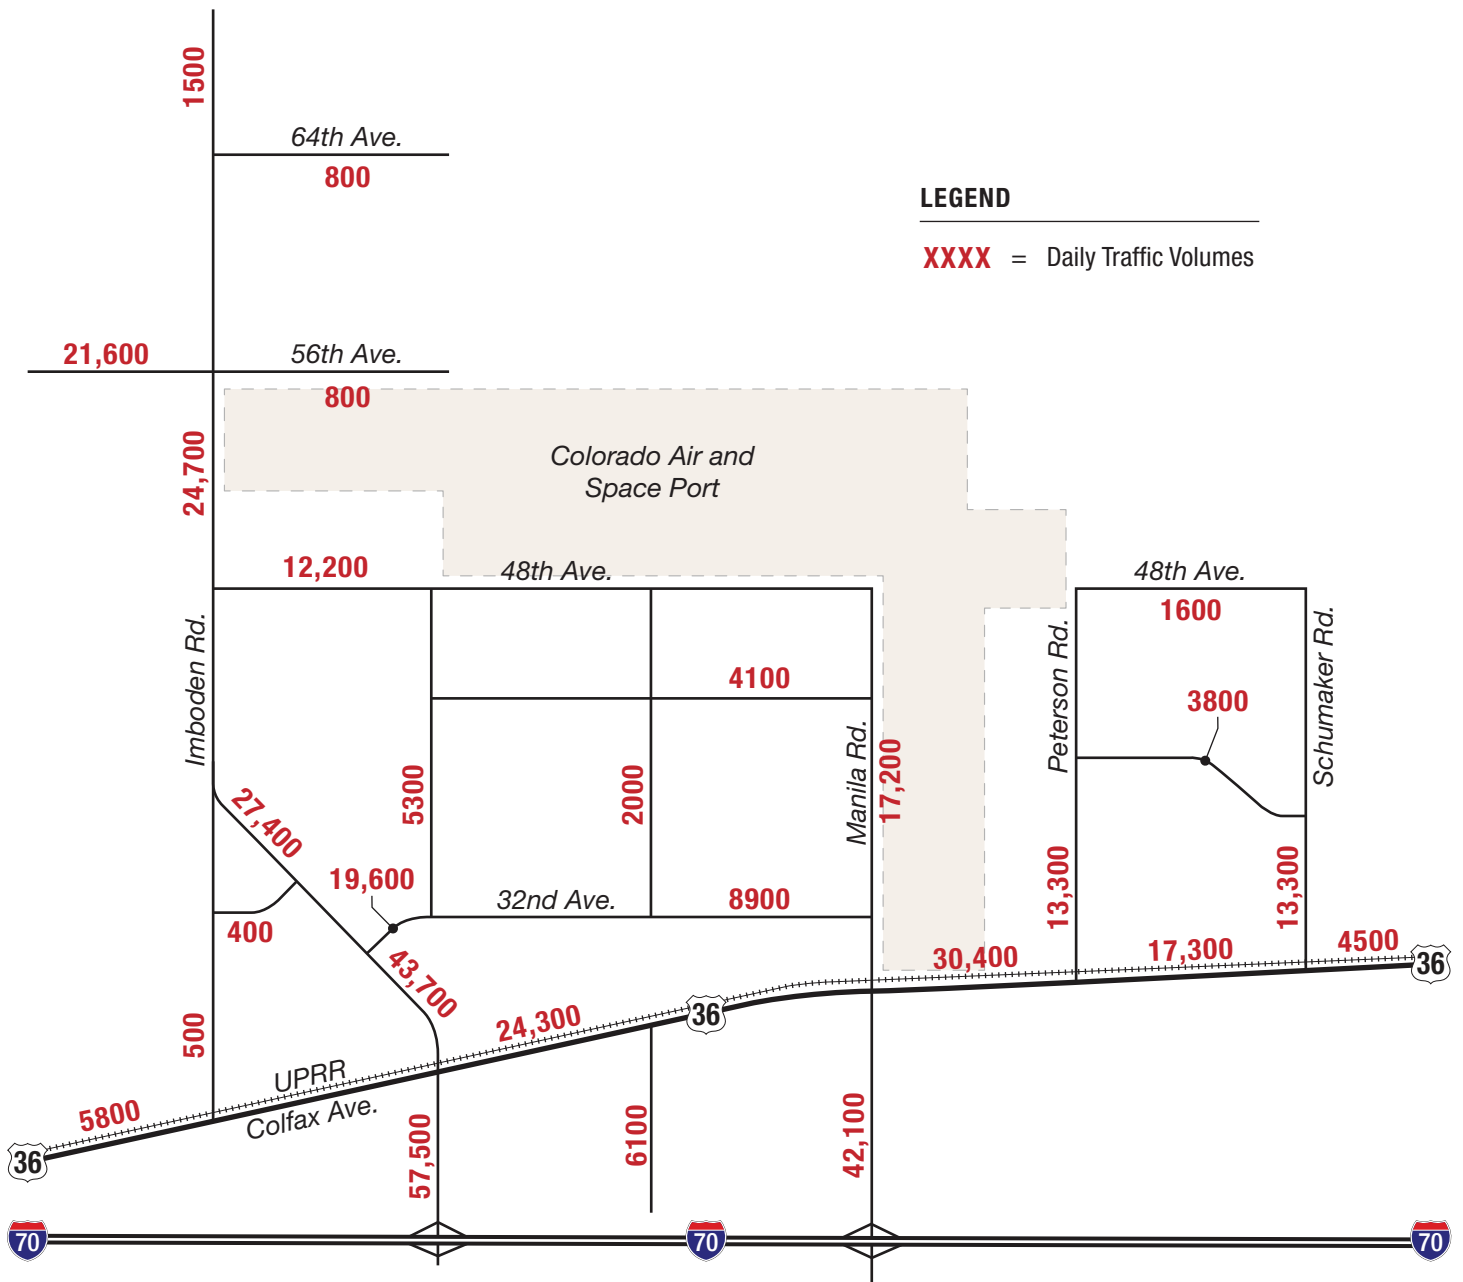 1500
64th Ave.
800
LEGEND
XXXX = Daily Traffic Volumes
21,600
56th Ave.
800
24,700
Colorado Air and
Space Port
12,200
48th Ave.
48th Ave.
1600
Imboden Rd.
Peterson Rd.
Schumaker Rd.
4100
3800
Manila Rd.
17,200
5300
2000
27,400
19,600
32nd Ave.
8900
13,300
13,300
400
43,700
30,400
17,300
4500
36
500
24,300
36
UPRR
Colfax Ave.
5800
36
57,500
6100
42,100
70
70
70